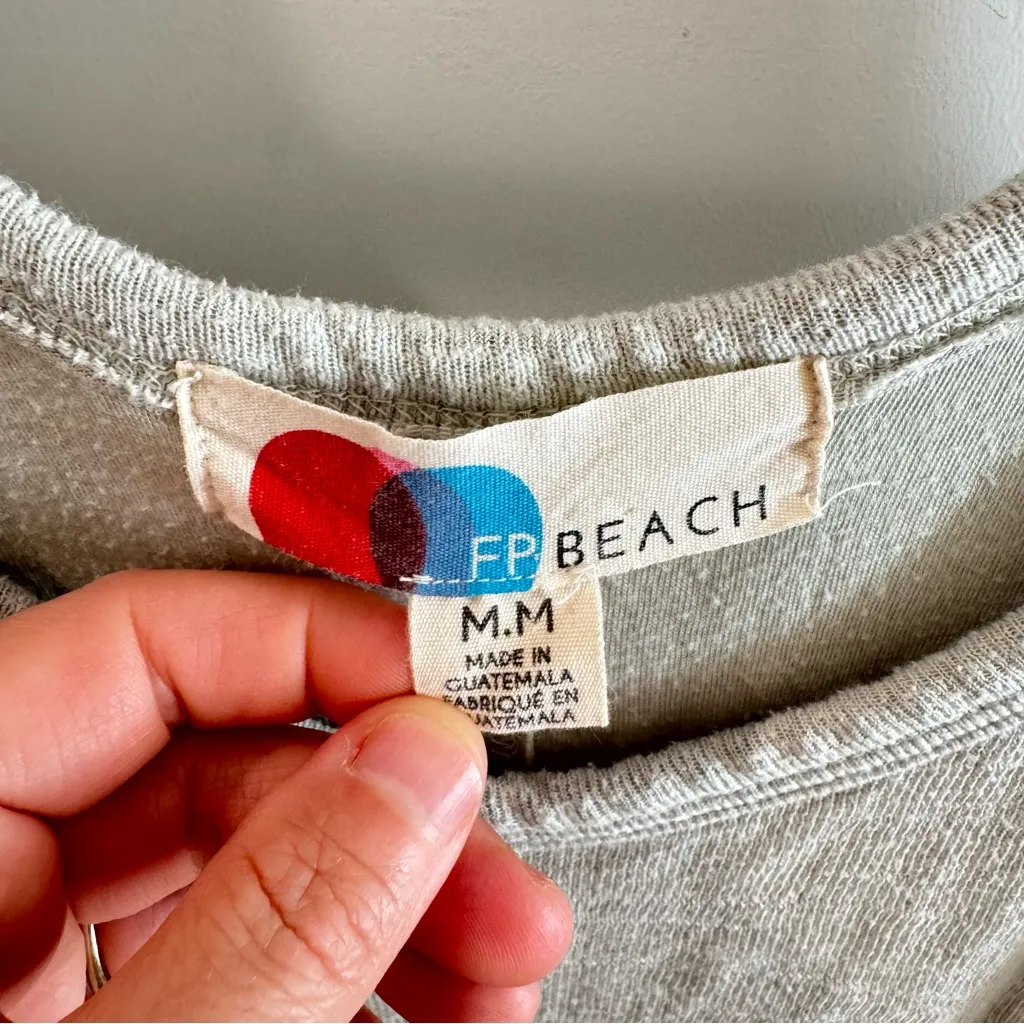 FP BEACH
M.M
MADE IN
GUATEMALA
FABRIQUÉ EN
GUATEMALA